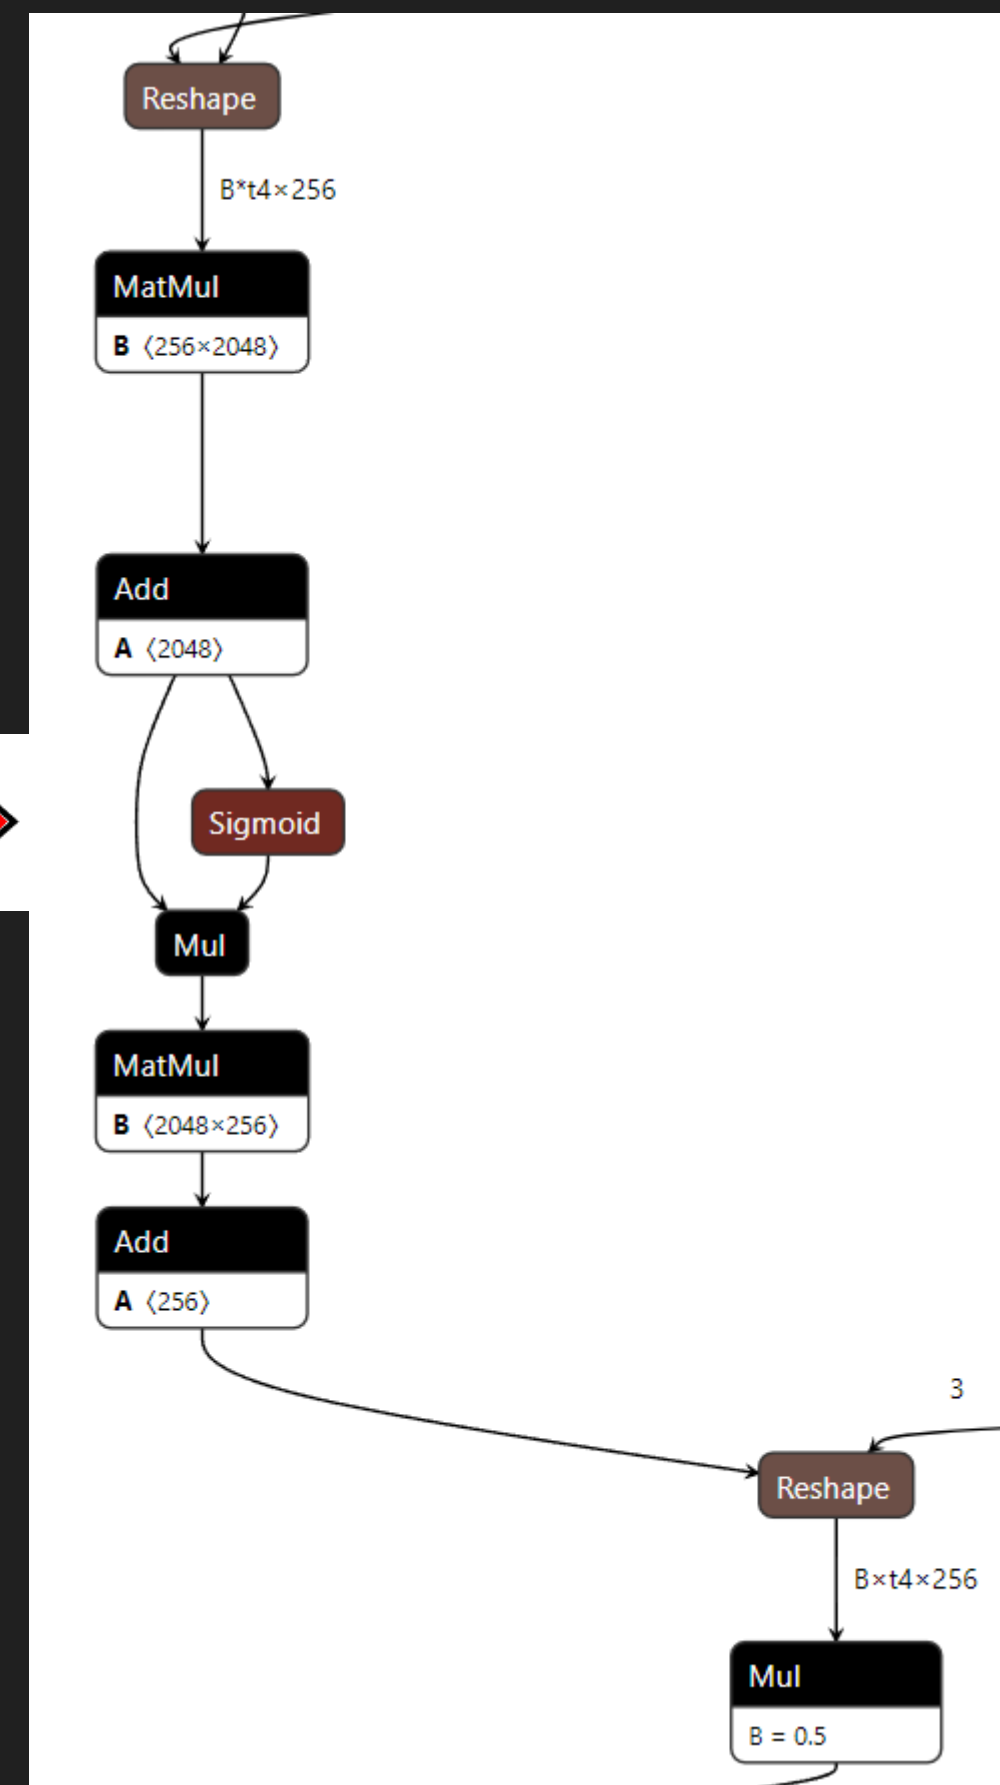 Reshape
B*t4×256
MatMul
B ⟨256×2048⟩
Add
A ⟨2048⟩
Sigmoid
Mul
MatMul
B ⟨2048×256⟩
Add
A ⟨256⟩
3
Reshape
B×t4×256
Mul
B = 0.5